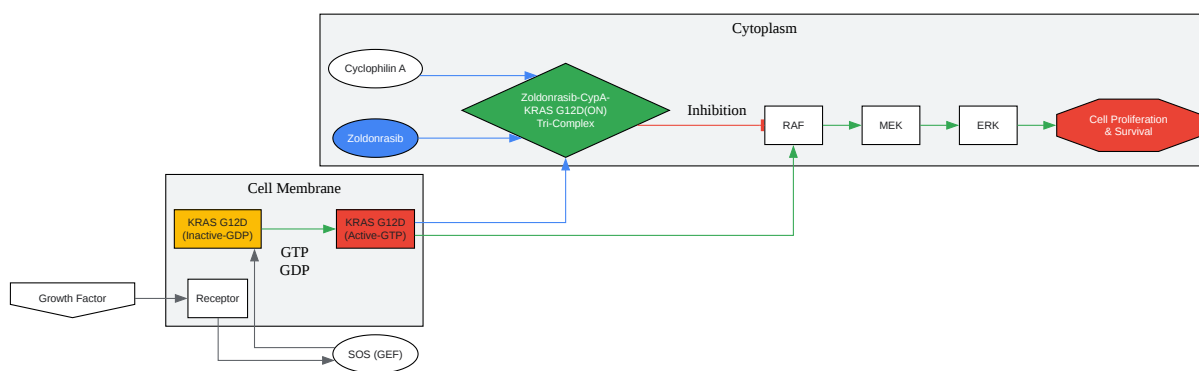 Cytoplasm
Cyclophilin A
Zoldonrasib
Zoldonrasib-CypA-
KRAS G12D(ON)
Tri-Complex
Inhibition
RAF
MEK
ERK
Cell Proliferation
& Survival
Cell Membrane
KRAS G12D
(Inactive-GDP)
GTP
GDP
KRAS G12D
(Active-GTP)
Growth Factor
Receptor
SOS (GEF)